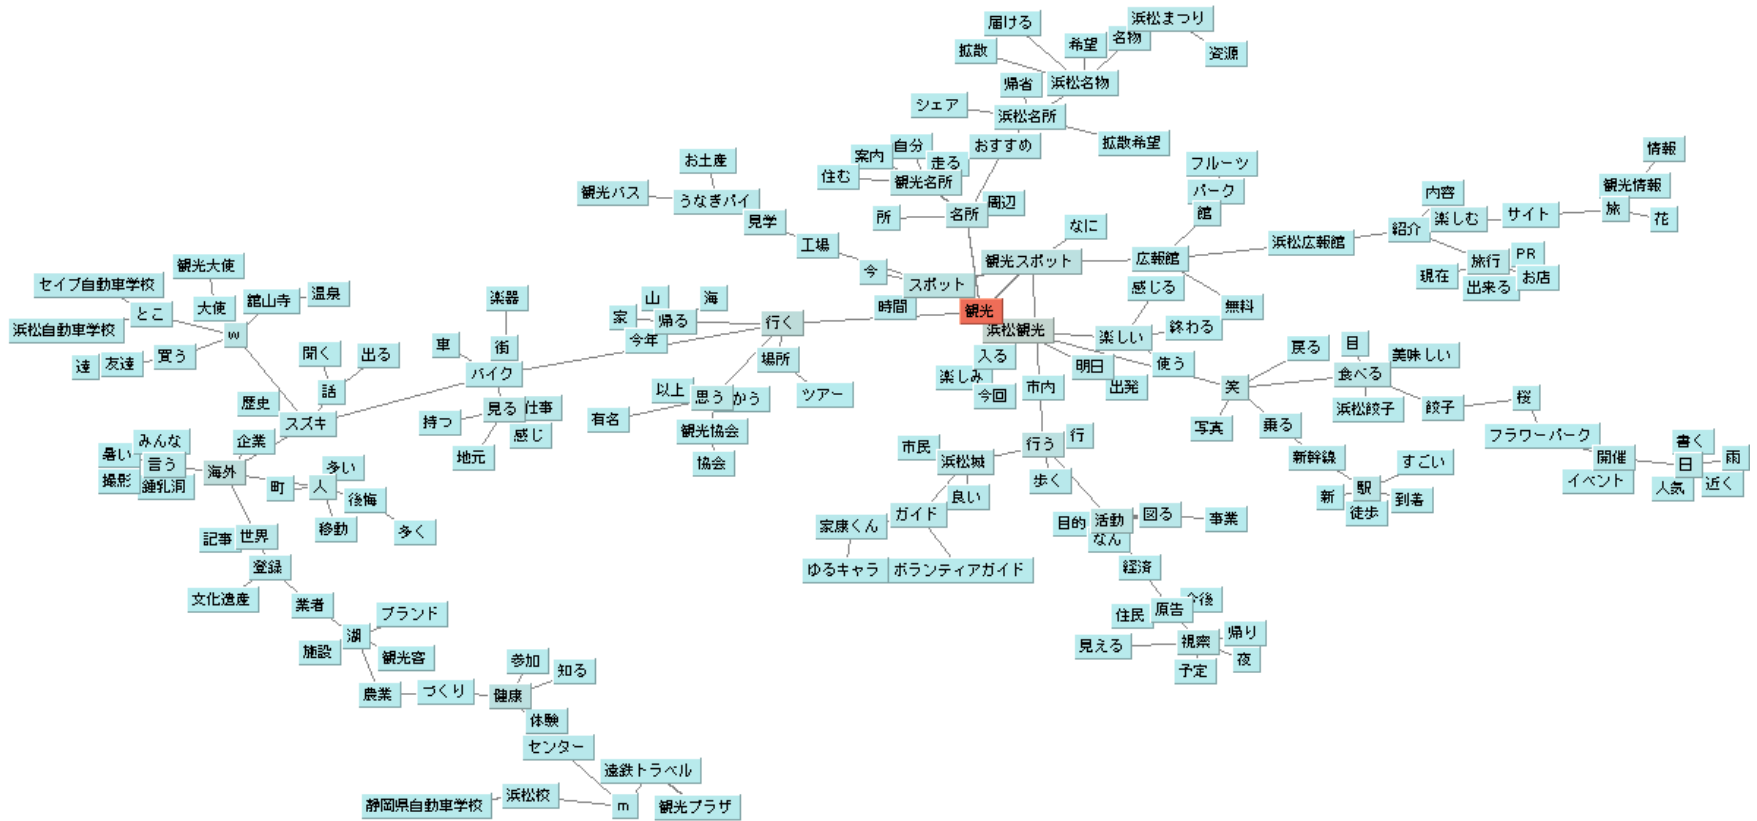 浜松まつり
届ける
名物
希望
拡散
資源
浜松名物
帰省
シェア
浜松名所
拡散希望
おすすめ
自分
案内
走る
住む
観光名所
お土産
観光バス
うなぎパイ
見学
工場
所
名所
周辺
なに
フルーツ
パーク
館
情報
観光情報
内容
楽しむ
サイト
旅
花
紹介
浜松広報館
広報館
観光スポット
旅行
PR
現在
出来る
お店
今
スポット
感じる
無料
時間
観光
浜松観光
楽しい
終わる
観光大使
セイブ自動車学校
大使
舘山寺
温泉
とこ
浜松自動車学校
w
達
友達
買う
楽器
山
海
家
帰る
今年
行く
車
街
バイク
聞く
出る
話
歴史
スズキ
場所
ツアー
以上
思う
かう
有名
観光協会
協会
持つ
見る
仕事
感じ
地元
入る
楽しみ
今回
市内
明日
出発
使う
戻る
目
美味しい
笑
食べる
浜松餃子
餃子
桜
写真
乗る
フラワーパーク
書く
開催
日
雨
イベント
人気
近く
新幹線
すごい
新
駅
到着
徒歩
企業
みんな
暑い
言う
撮影
鍾乳洞
海外
町
人
多い
後悔
移動
多く
記事
世界
登録
文化遺産
業者
ブランド
湖
施設
観光客
農業
づくり
健康
参加
知る
体験
センター
遠鉄トラベル
静岡県自動車学校
浜松校
m
観光プラザ
市民
浜松城
行う
行
歩く
良い
家康くん
ガイド
ゆるキャラ
ボランティアガイド
目的
活動
図る
事業
なん
経済
住民
原告
今後
見える
視察
帰り
夜
予定